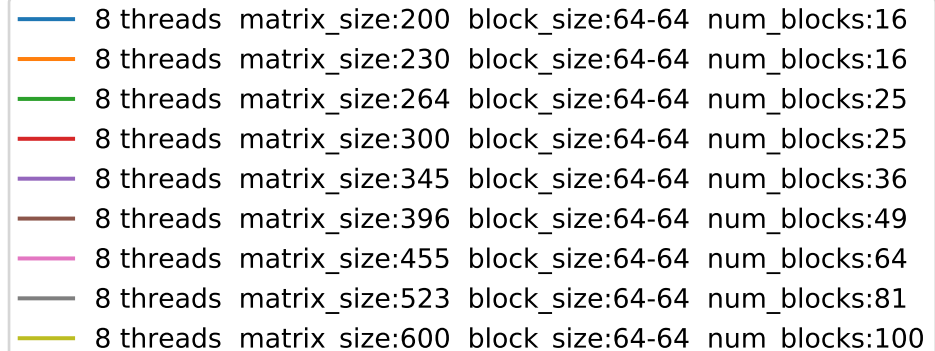 8 threads matrix_size:200 block_size:64-64 num_blocks:16
8 threads matrix_size:230 block_size:64-64 num_blocks:16
8 threads matrix_size:264 block_size:64-64 num_blocks:25
8 threads matrix_size:300 block_size:64-64 num_blocks:25
8 threads matrix_size:345 block_size:64-64 num_blocks:36
8 threads matrix_size:396 block_size:64-64 num_blocks:49
8 threads matrix_size:455 block_size:64-64 num_blocks:64
8 threads matrix_size:523 block_size:64-64 num_blocks:81
8 threads matrix_size:600 block_size:64-64 num_blocks:100